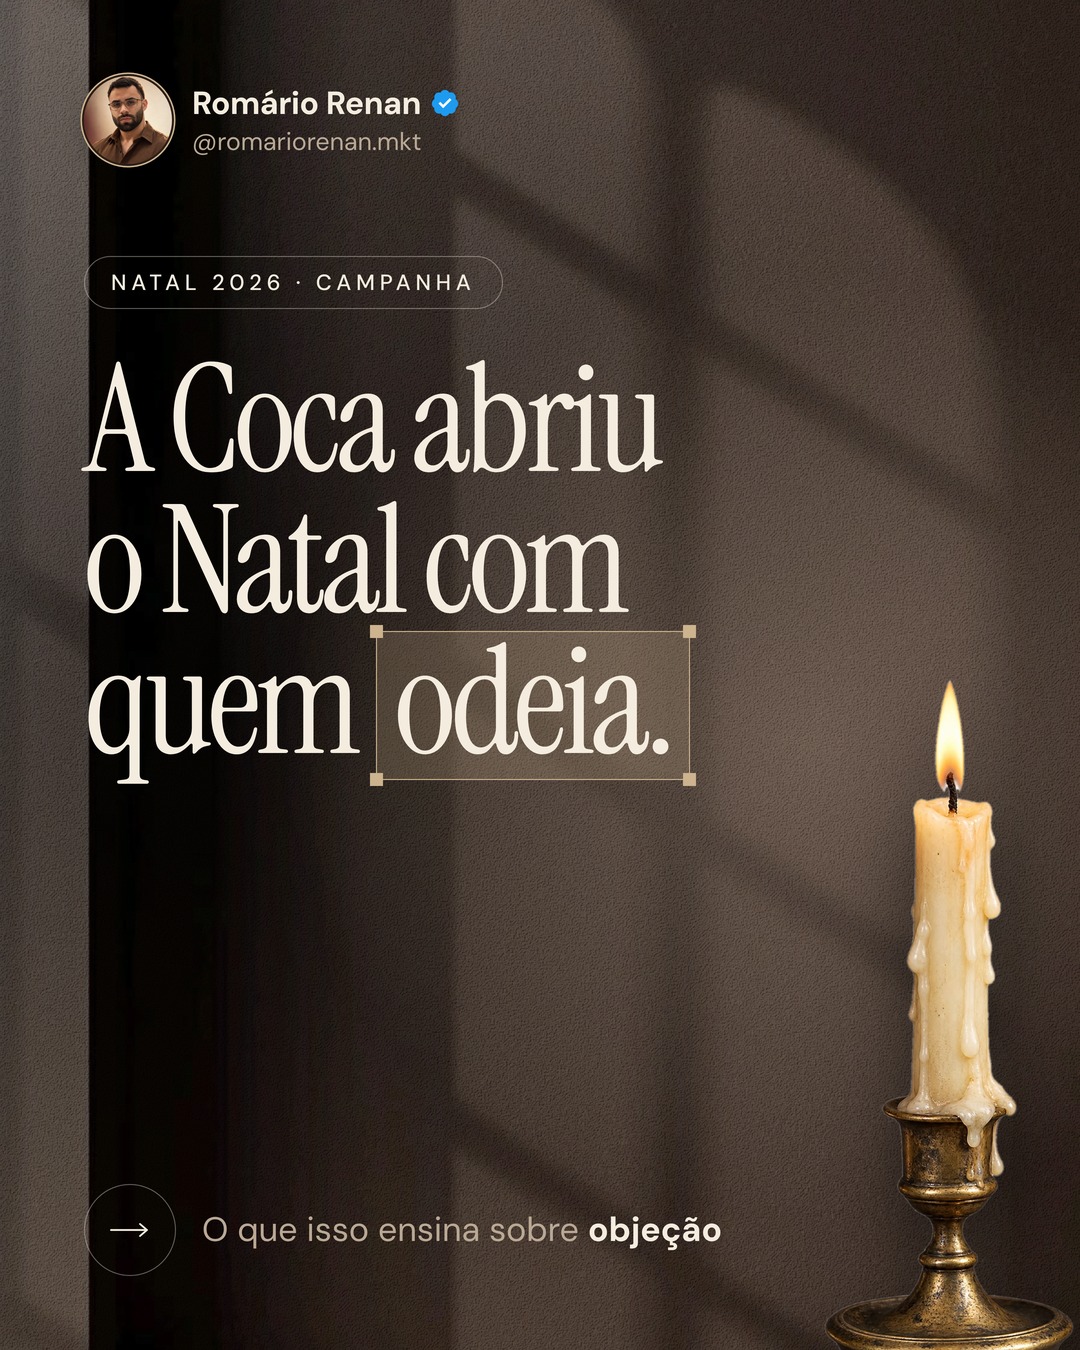 Romário Renan
@romariorenan.mkt
NATAL 2026 · CAMPANHA
A Coca abriu
o Natal com
quem odeia.
O que isso ensina sobre objeção